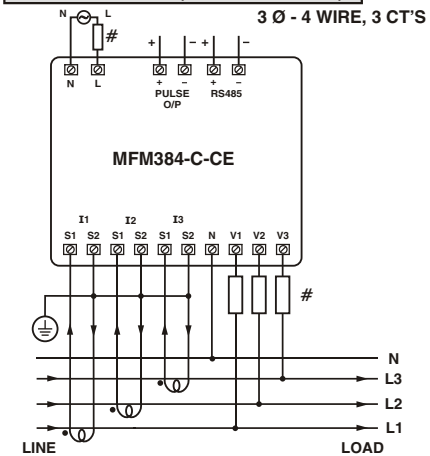 3 Ø - 4 WIRE, 3 CT'S
N L
#
+ – + –
N L + – + –
PULSE O/P RS485
MFM384-C-CE
I1 I2 I3
S1 S2 S1 S2 S1 S2 N V1 V2 V3
#
N
L3
L2
L1
LINE LOAD